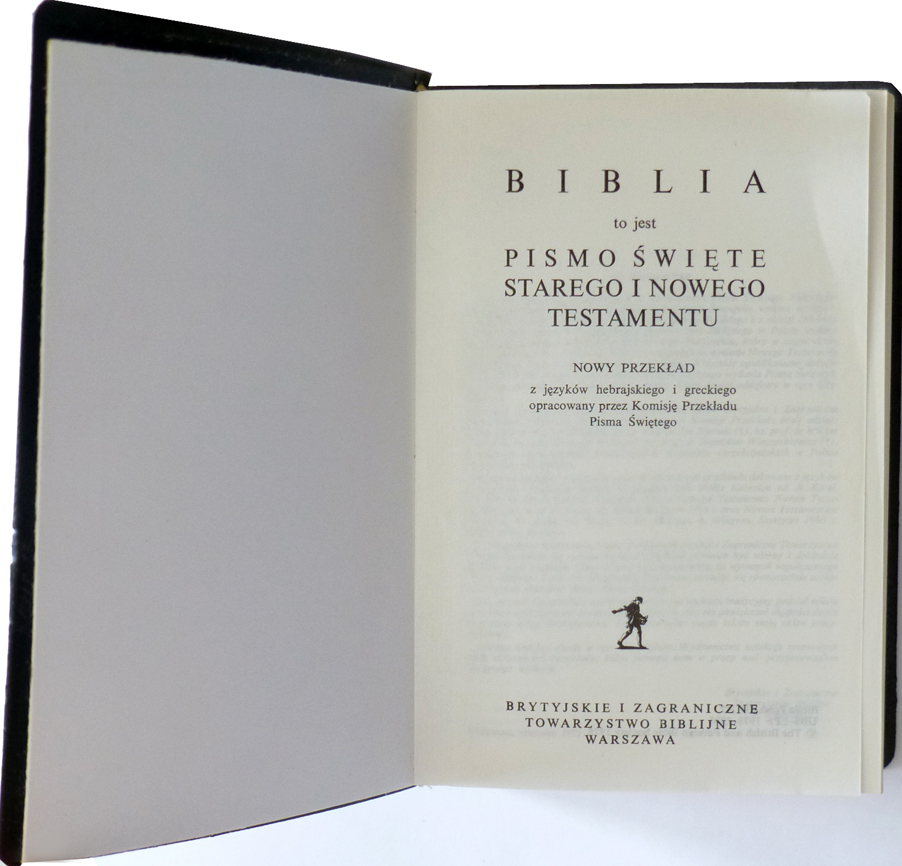 BIBLIA
to jest
PISMO ŚWIĘTE
STAREGO I NOWEGO
TESTAMENTU
NOWY PRZEKŁAD
z języków hebrajskiego i greckiego
opracowany przez Komisję Przekładu
Pisma Świętego
BRYTYJSKIE I ZAGRANICZNE
TOWARZYSTWO BIBLIJNE
WARSZAWA